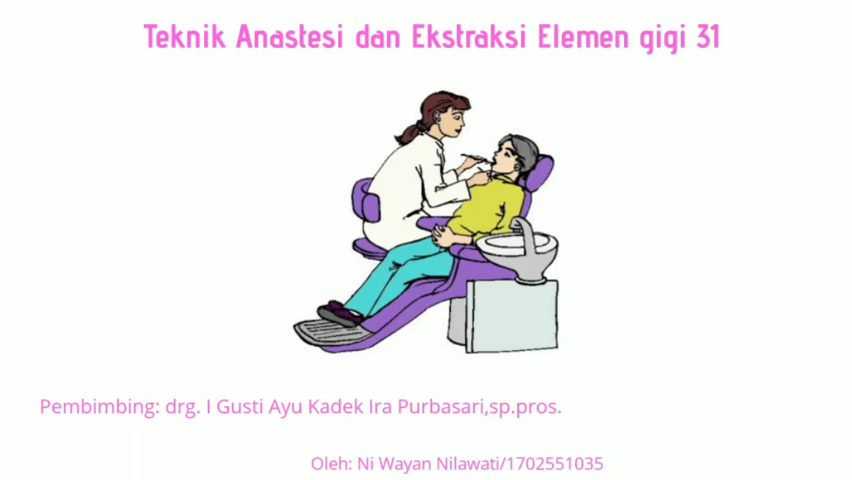 Teknik Anastesi dan Ekstraksi Elemen gigi 31
Pembimbing: drg. I Gusti Ayu Kadek Ira Purbasari,sp.pros.
Oleh: Ni Wayan Nilawati/1702551035